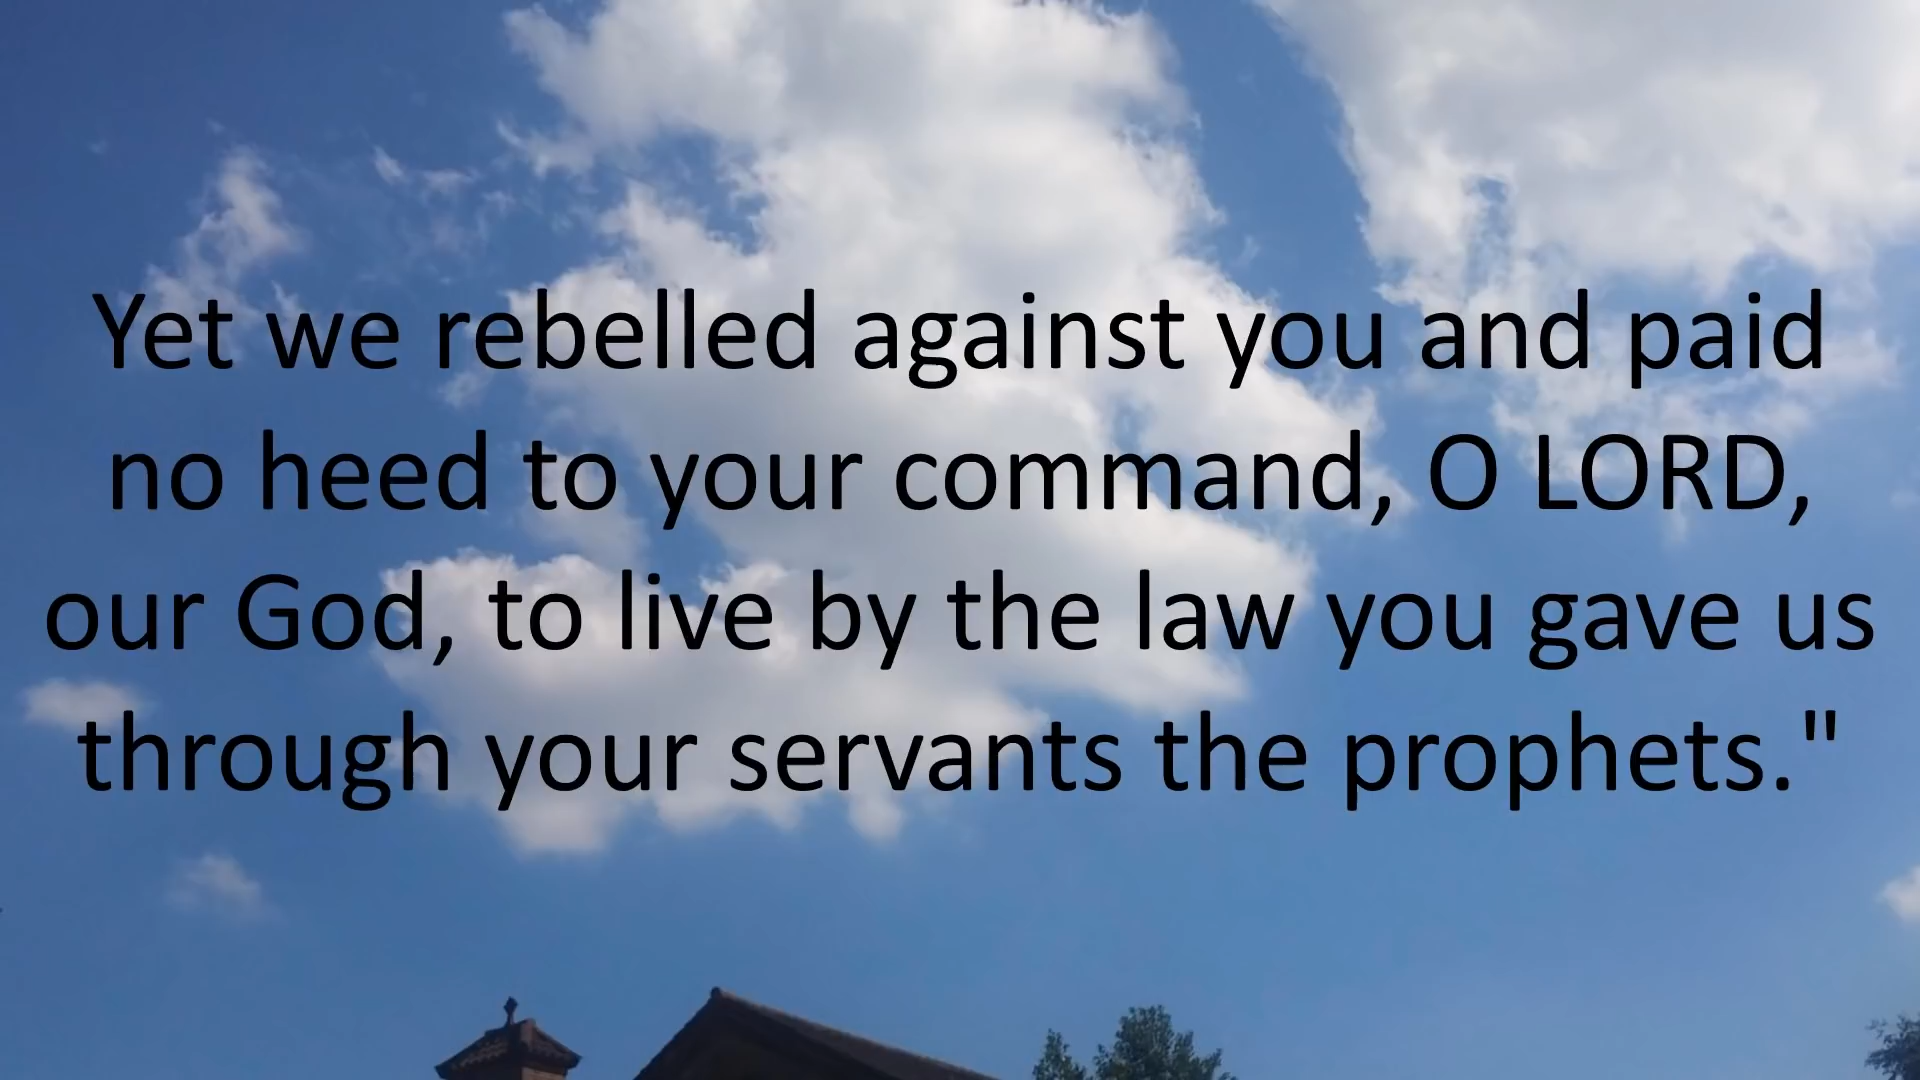 Yet we rebelled against you and paid
no heed to your command, O LORD,
our God, to live by the law you gave us
through your servants the prophets."